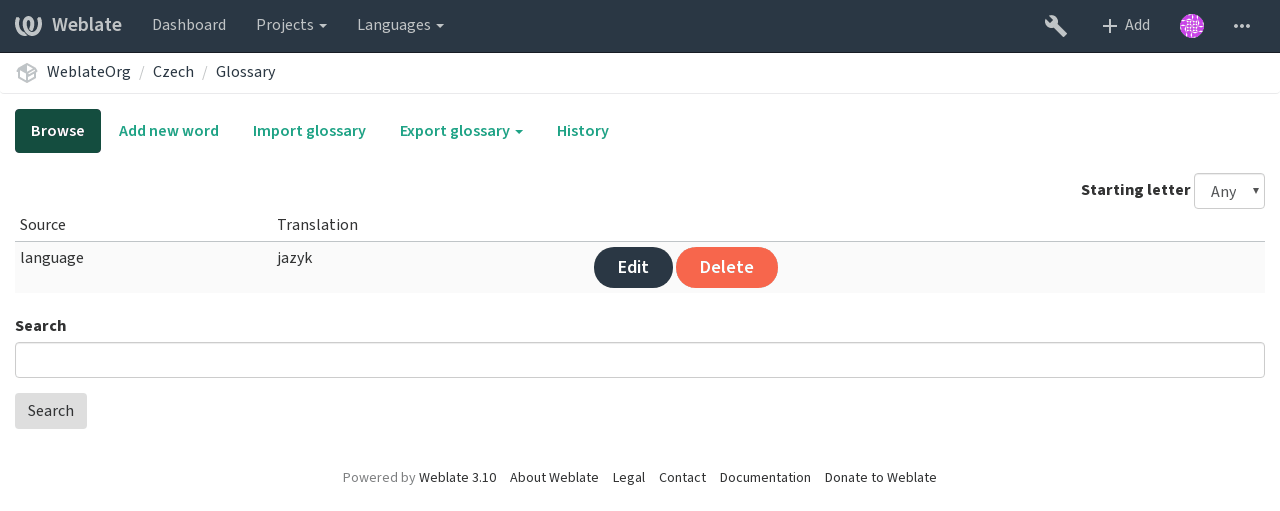 Weblate Dashboard Projects Languages Add
WeblateOrg / Czech / Glossary
Browse Add new word Import glossary Export glossary History
Starting letter Any
Source Translation
language jazyk Edit Delete
Search
Search
Powered by Weblate 3.10 About Weblate Legal Contact Documentation Donate to Weblate